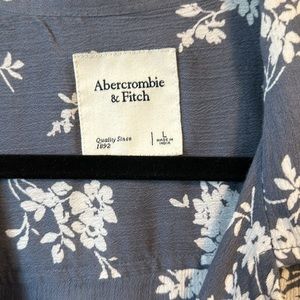 Abercrombie
& Fitch
Quality Since
1892
L
MADE IN
INDIA